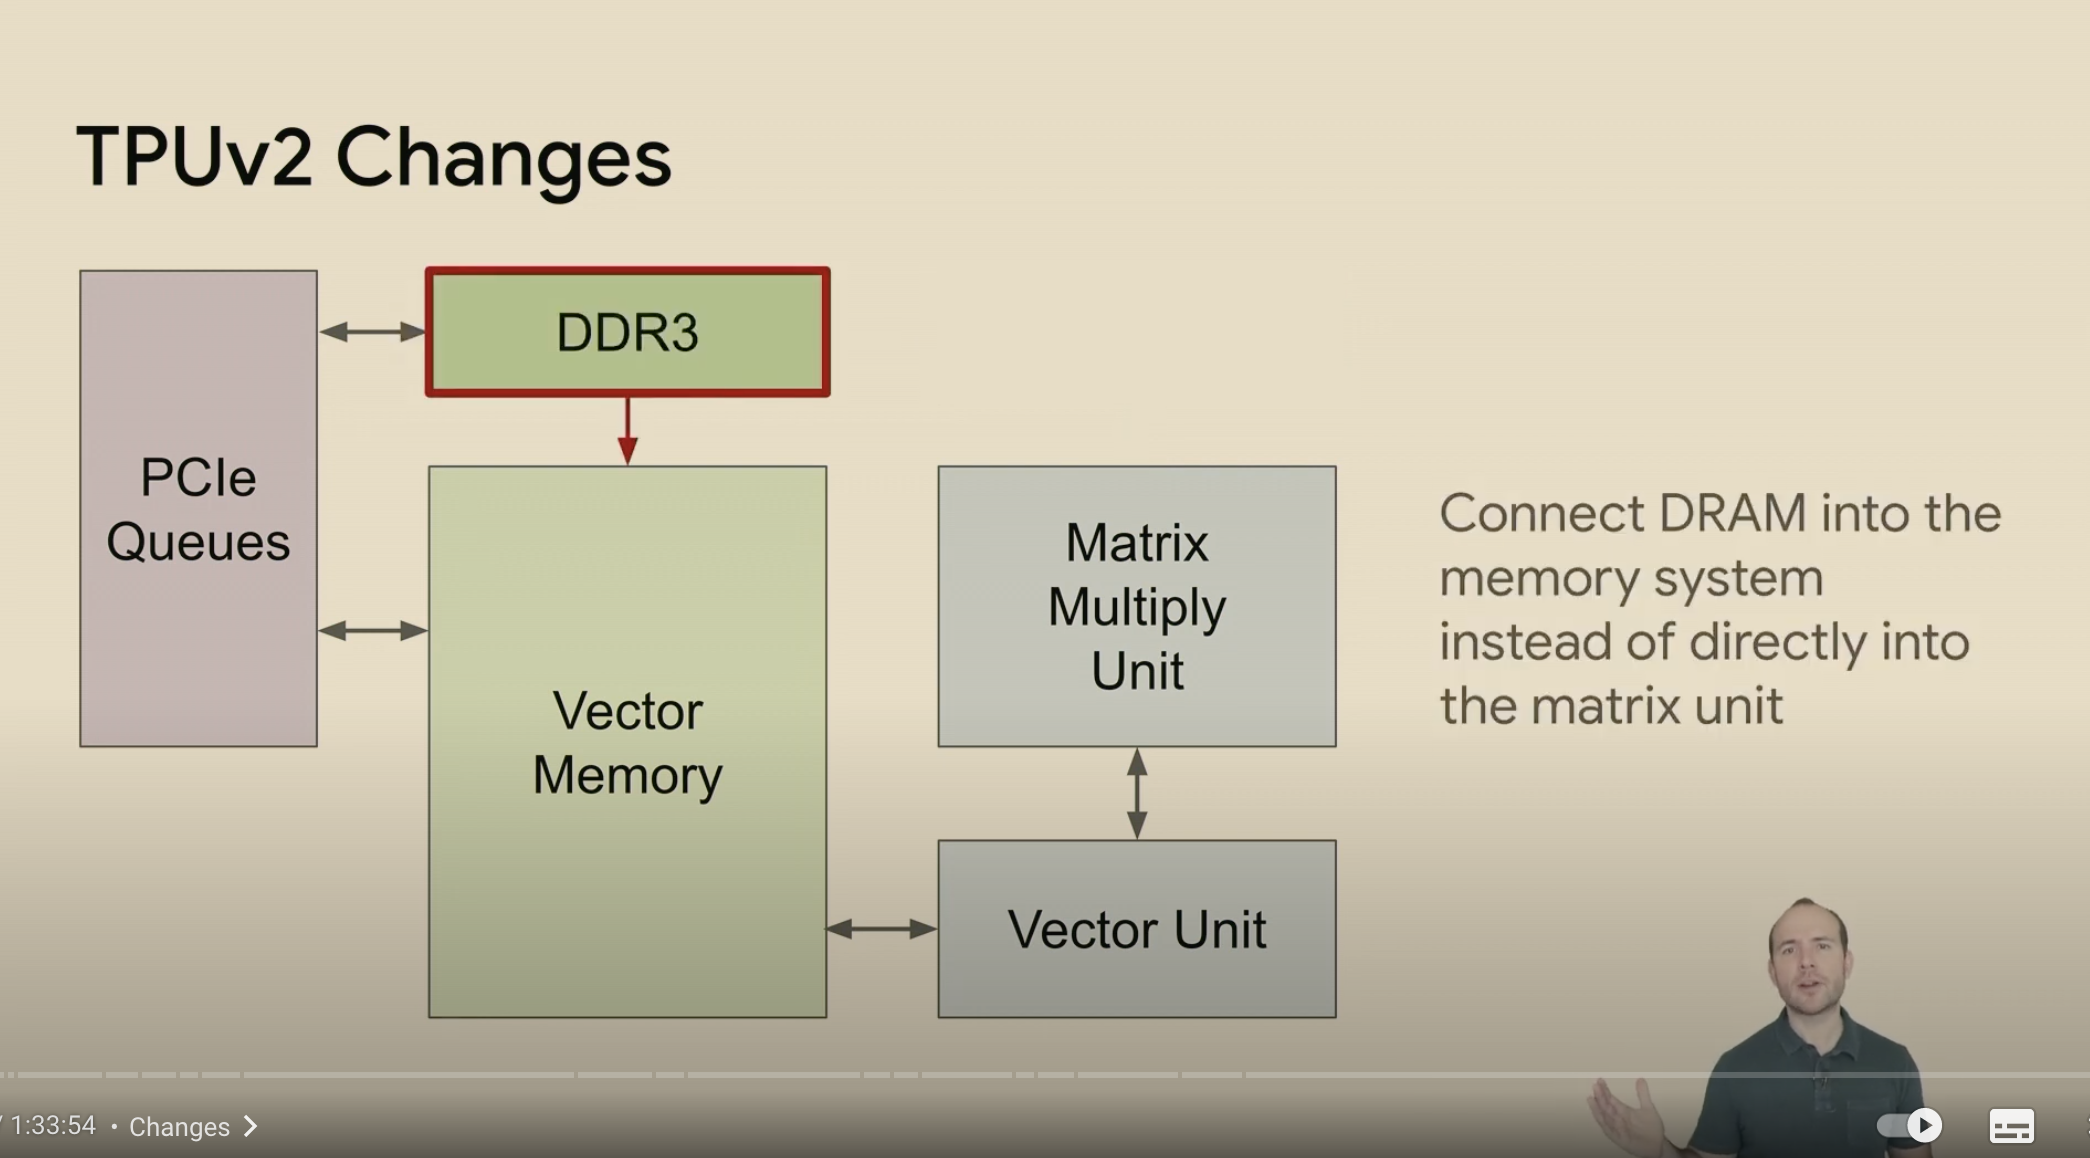 TPUv2 Changes
DDR3
PCIe
Queues
Vector
Memory
Matrix
Multiply
Unit
Vector Unit
Connect DRAM into the
memory system
instead of directly into
the matrix unit
/ 1:33:54 • Changes